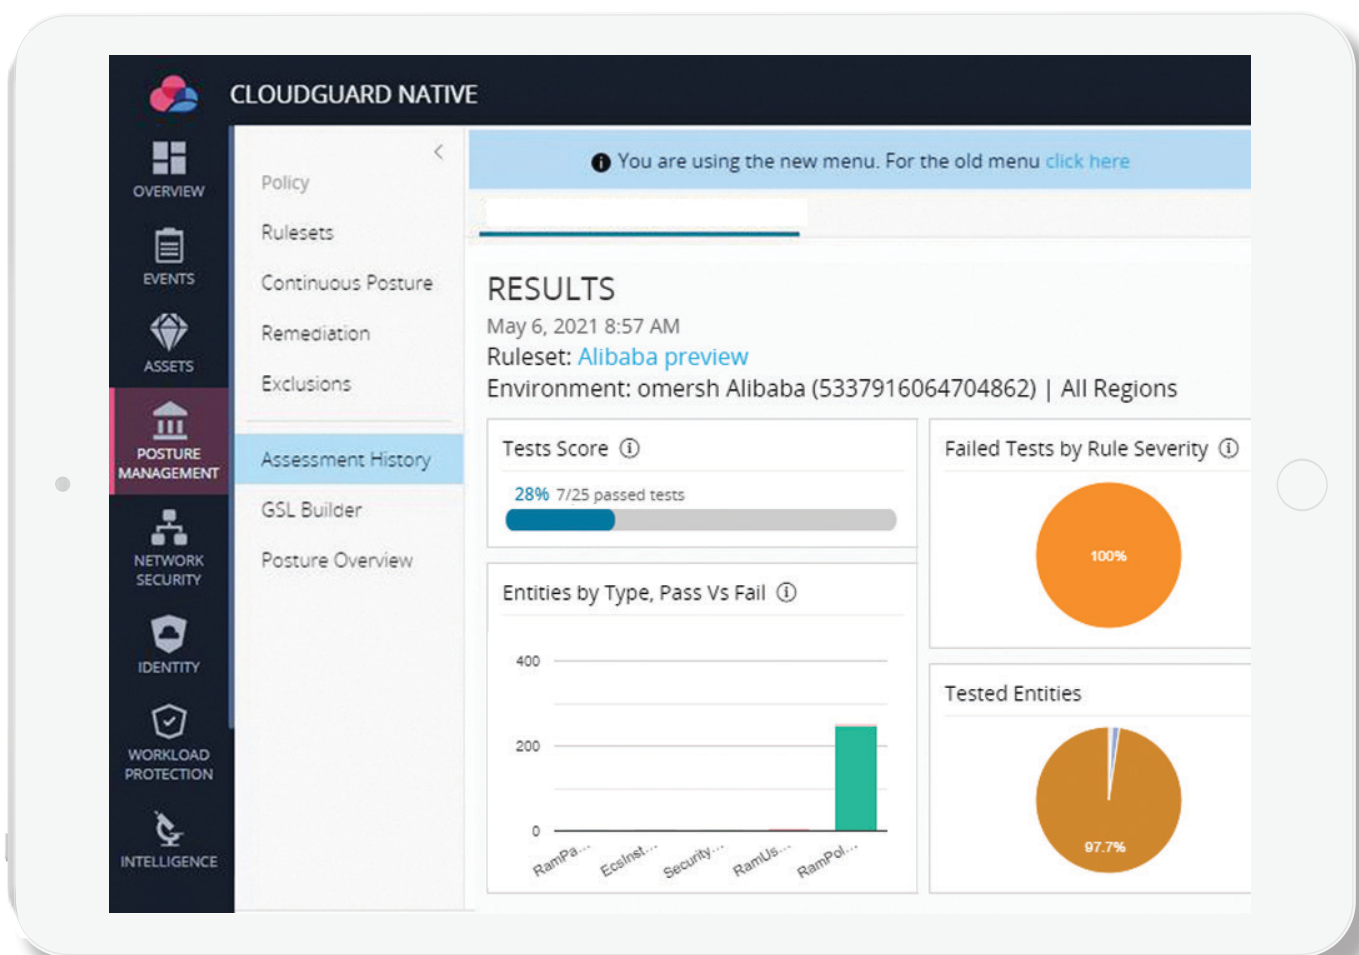 CLOUDGUARD NATIVE
OVERVIEW
EVENTS
ASSETS
POSTURE
MANAGEMENT
NETWORK
SECURITY
IDENTITY
WORKLOAD
PROTECTION
INTELLIGENCE
Policy
Rulesets
Continuous Posture
Remediation
Exclusions
Assessment History
GSL Builder
Posture Overview
You are using the new menu. For the old menu click here
RESULTS
May 6, 2021 8:57 AM
Ruleset: Alibaba preview
Environment: omersh Alibaba (5337916064704862) | All Regions
Tests Score
28% 7/25 passed tests
Entities by Type, Pass Vs Fail
400
200
0
RamPa...
EcsInst...
Security...
RamUs...
RamPol...
Failed Tests by Rule Severity
100%
Tested Entities
97.7%